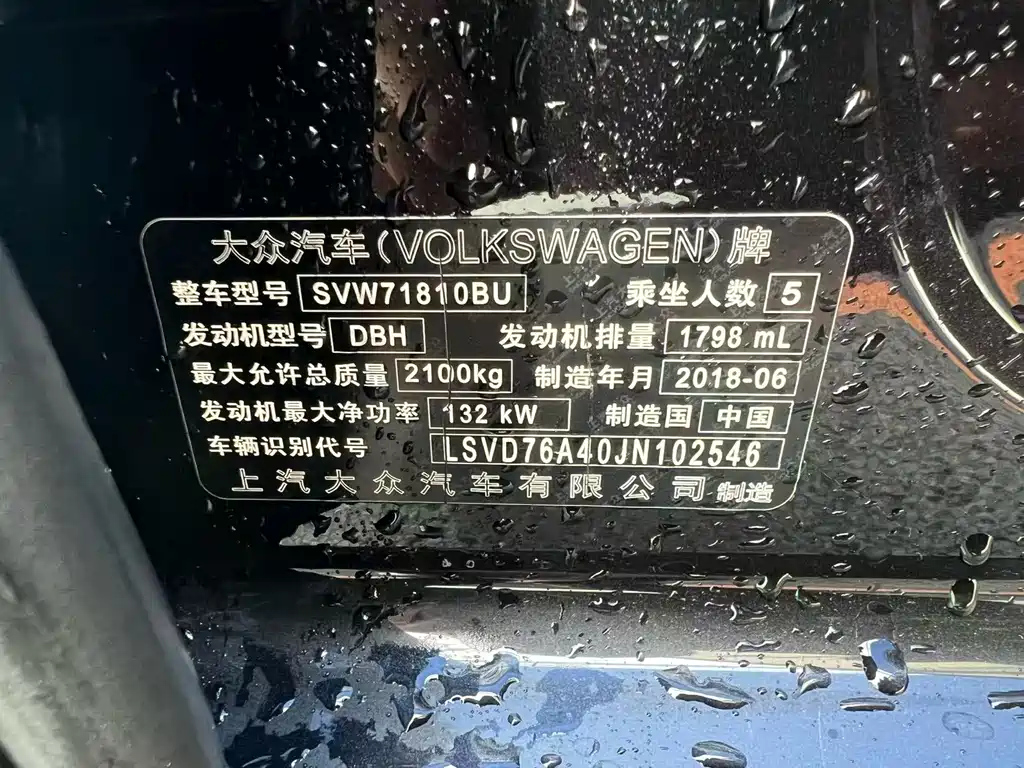 大众汽车(VOLKSWAGEN)牌
整车型号 SVW71810BU 乘坐人数 5
发动机型号 DBH 发动机排量 1798 mL
最大允许总质量 2100kg 制造年月 2018-06
发动机最大净功率 132 kW 制造国 中国
车辆识别代号 LSVD76A40JN102546
上汽大众汽车有限公司 制造